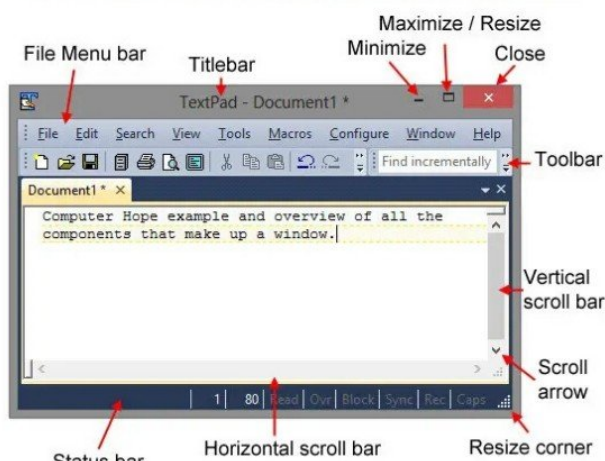 Maximize / Resize
File Menu bar
Titlebar
Minimize
Close
TextPad - Document1 *
File Edit Search View Tools Macros Configure Window Help
Find incrementally
Toolbar
Document1 *
Computer Hope example and overview of all the
components that make up a window.
Vertical
scroll bar
Scroll
arrow
1 80 Read Ovr Block Sync Rec Caps
Status bar
Horizontal scroll bar
Resize corner